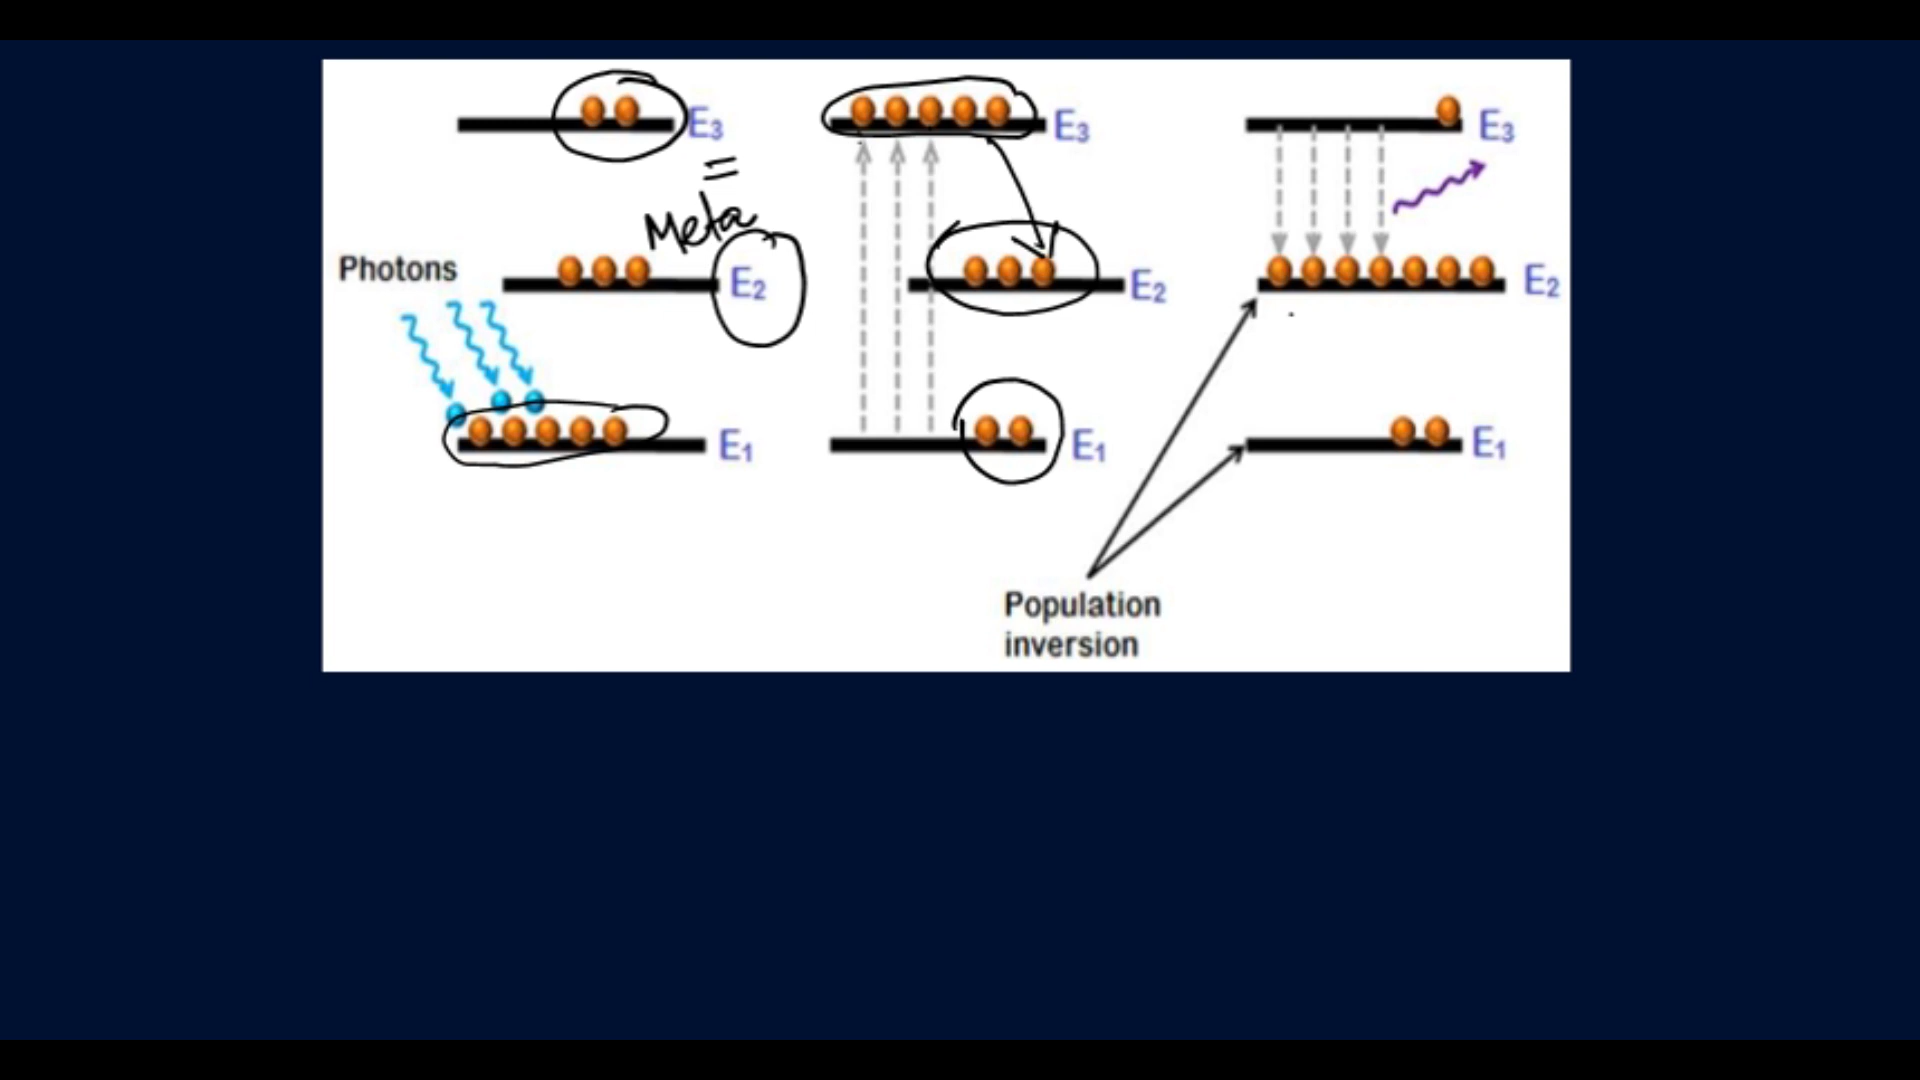 E3
E3
E3
Meta
Photons
E2
E2
E2
E1
E1
E1
Population
inversion